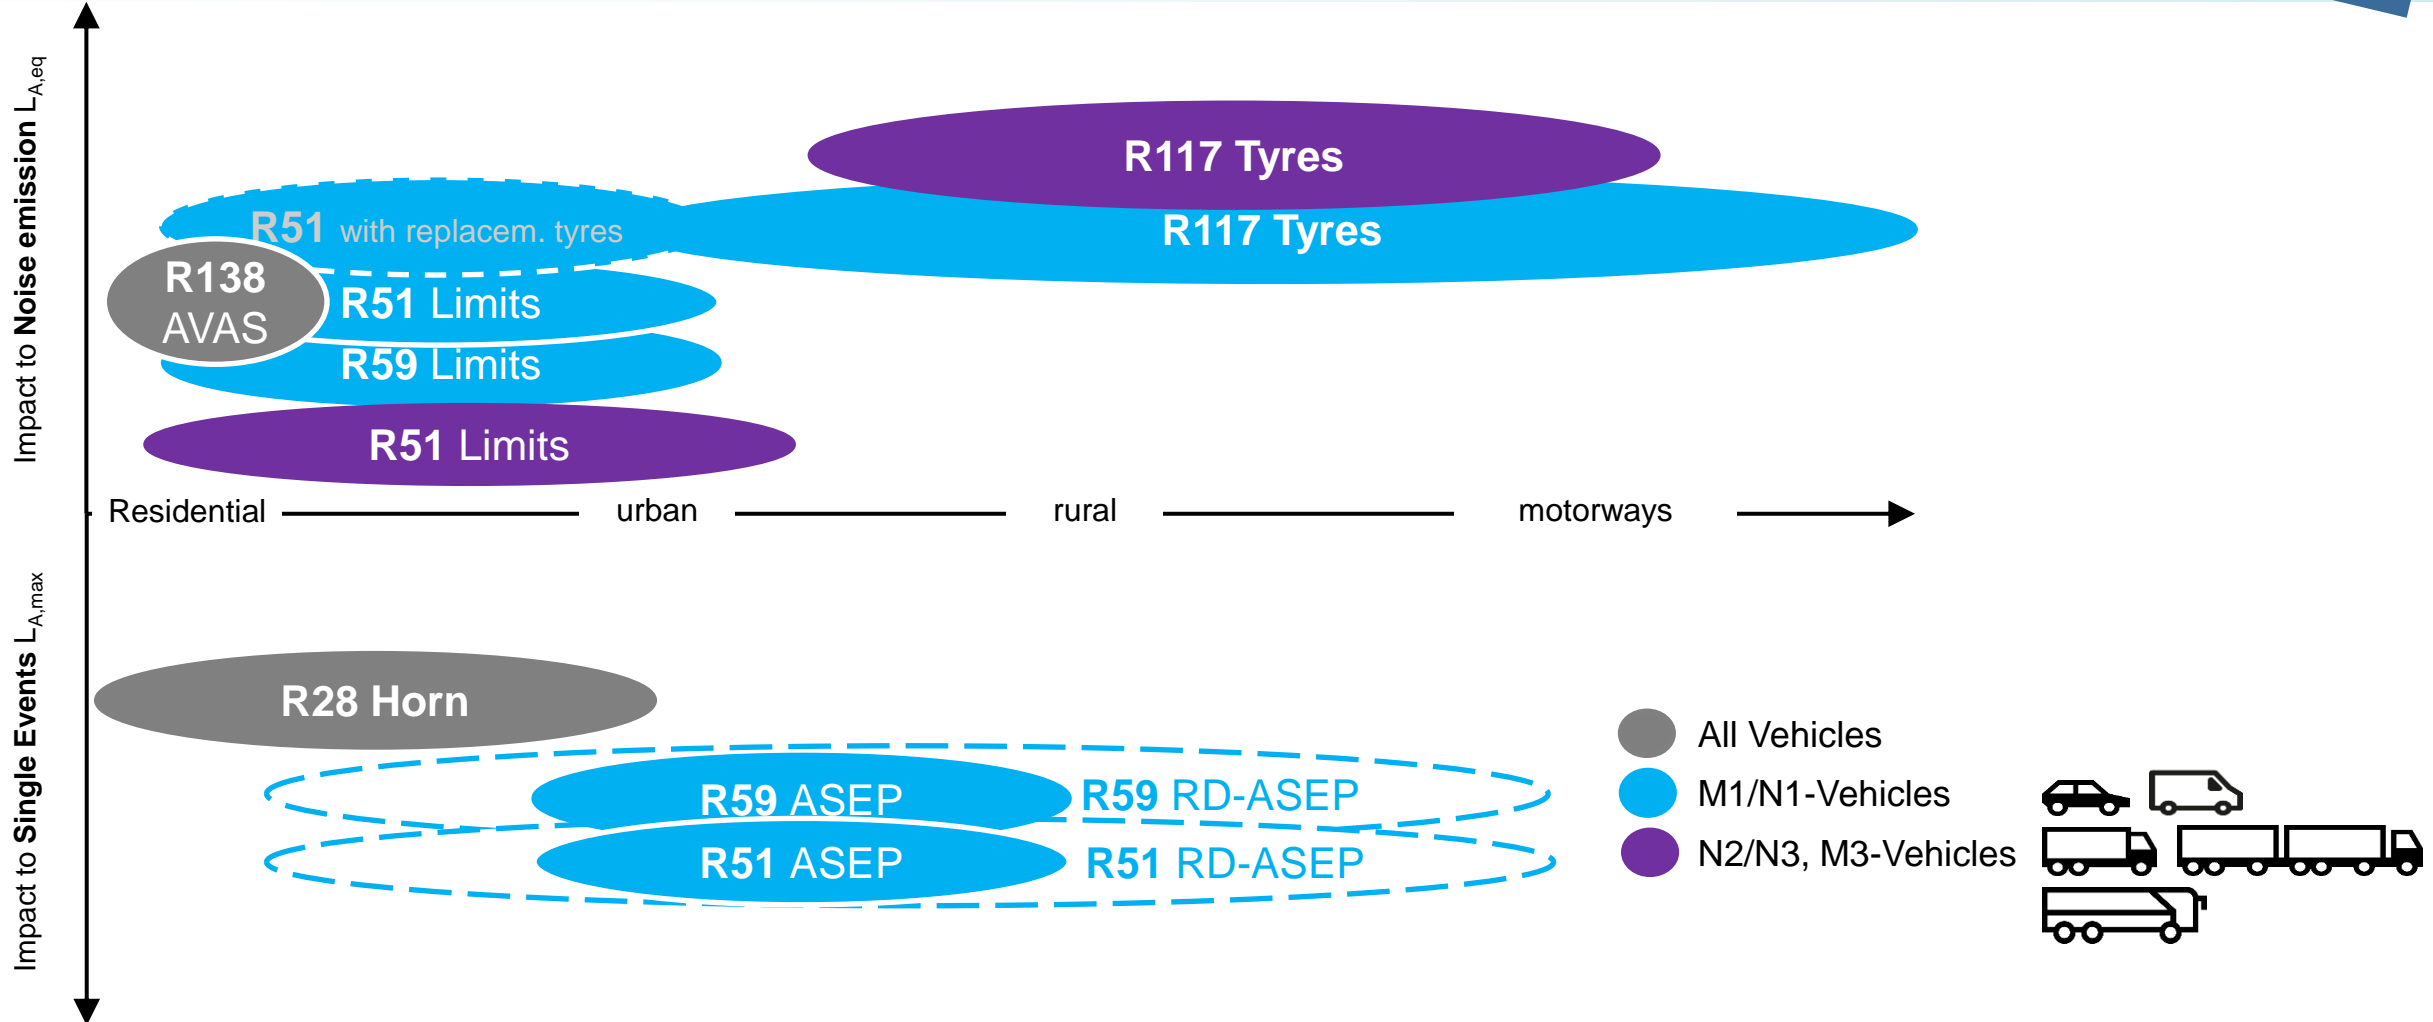 Impact to Noise emission LA,eq
R117 Tyres
R51 with replacem. tyres
R117 Tyres
R138
AVAS
R51 Limits
R59 Limits
R51 Limits
Residential
urban
rural
motorways
Impact to Single Events LA,max
R28 Horn
R59 ASEP
R59 RD-ASEP
R51 ASEP
R51 RD-ASEP
All Vehicles
M1/N1-Vehicles
N2/N3, M3-Vehicles